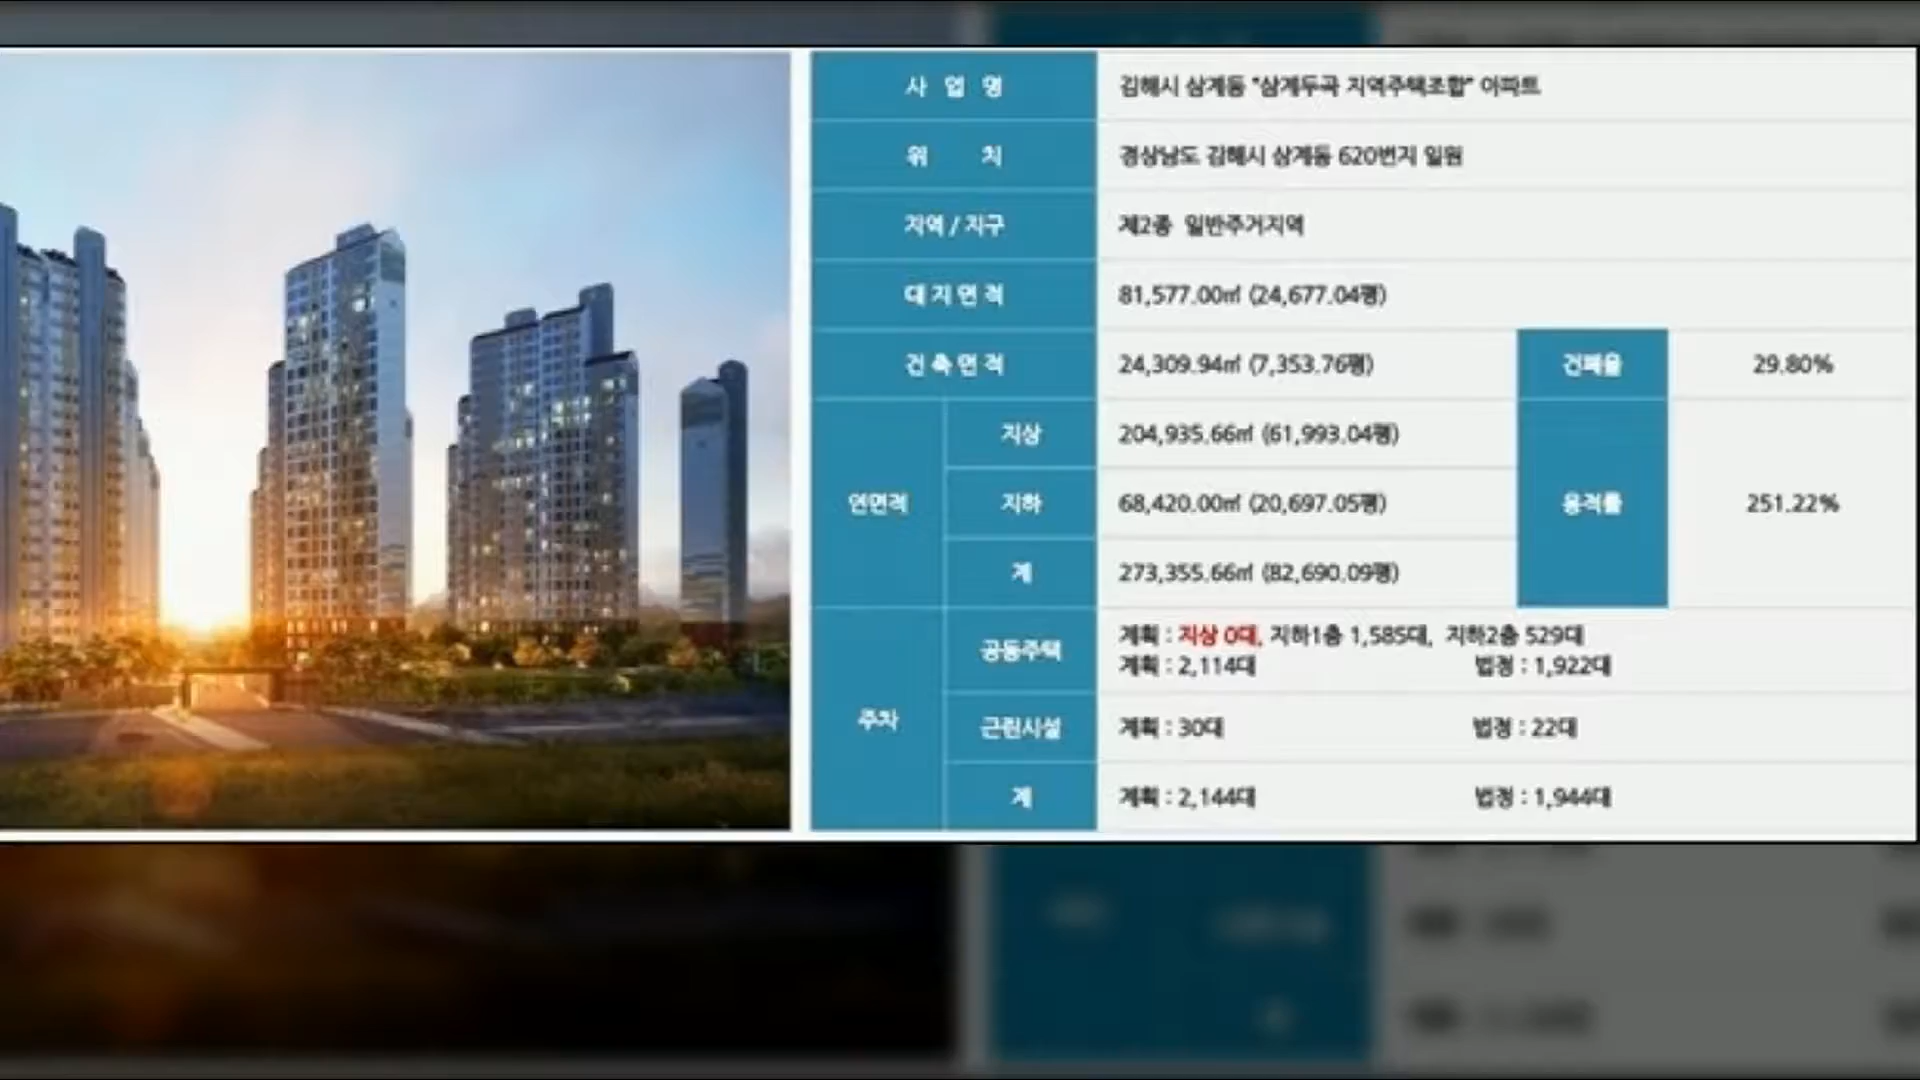 사 업 명 김해시 삼계동 "삼계두곡 지역주택조합" 아파트
위 치 경상남도 김해시 삼계동 620번지 일원
지역 / 지구 제2종 일반주거지역
대 지 면 적 81,577.00㎡ (24,677.04평)
건 축 면 적 24,309.94㎡ (7,353.76평) 건폐율 29.80%
연면적 지상 204,935.66㎡ (61,993.04평)
지하 68,420.00㎡ (20,697.05평) 용적률 251.22%
계 273,355.66㎡ (82,690.09평)
주차 공동주택 계획 : 지상 0대, 지하1층 1,585대, 지하2층 529대
계획 : 2,114대 법정 : 1,922대
근린시설 계획 : 30대 법정 : 22대
계 계획 : 2,144대 법정 : 1,944대